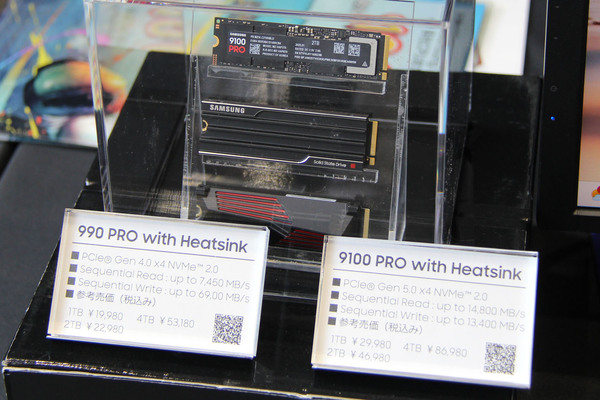 SAMSUNG
9100
PRO
2TB
SAMSUNG
Solid State Drive
990 PRO with Heatsink
■ PCIe® Gen 4.0 x4 NVMe™ 2.0
■ Sequential Read : up to 7,450 MB/s
■ Sequential Write : up to 69,00 MB/s
■ 参考売価（税込み）
1TB ￥19,980 4TB ￥53,180
2TB ￥22,980
9100 PRO with Heatsink
■ PCIe® Gen 5.0 x4 NVMe™ 2.0
■ Sequential Read : up to 14,800 MB/s
■ Sequential Write : up to 13,400 MB/s
■ 参考売価（税込み）
1TB ￥29,980 4TB ￥86,980
2TB ￥46,980